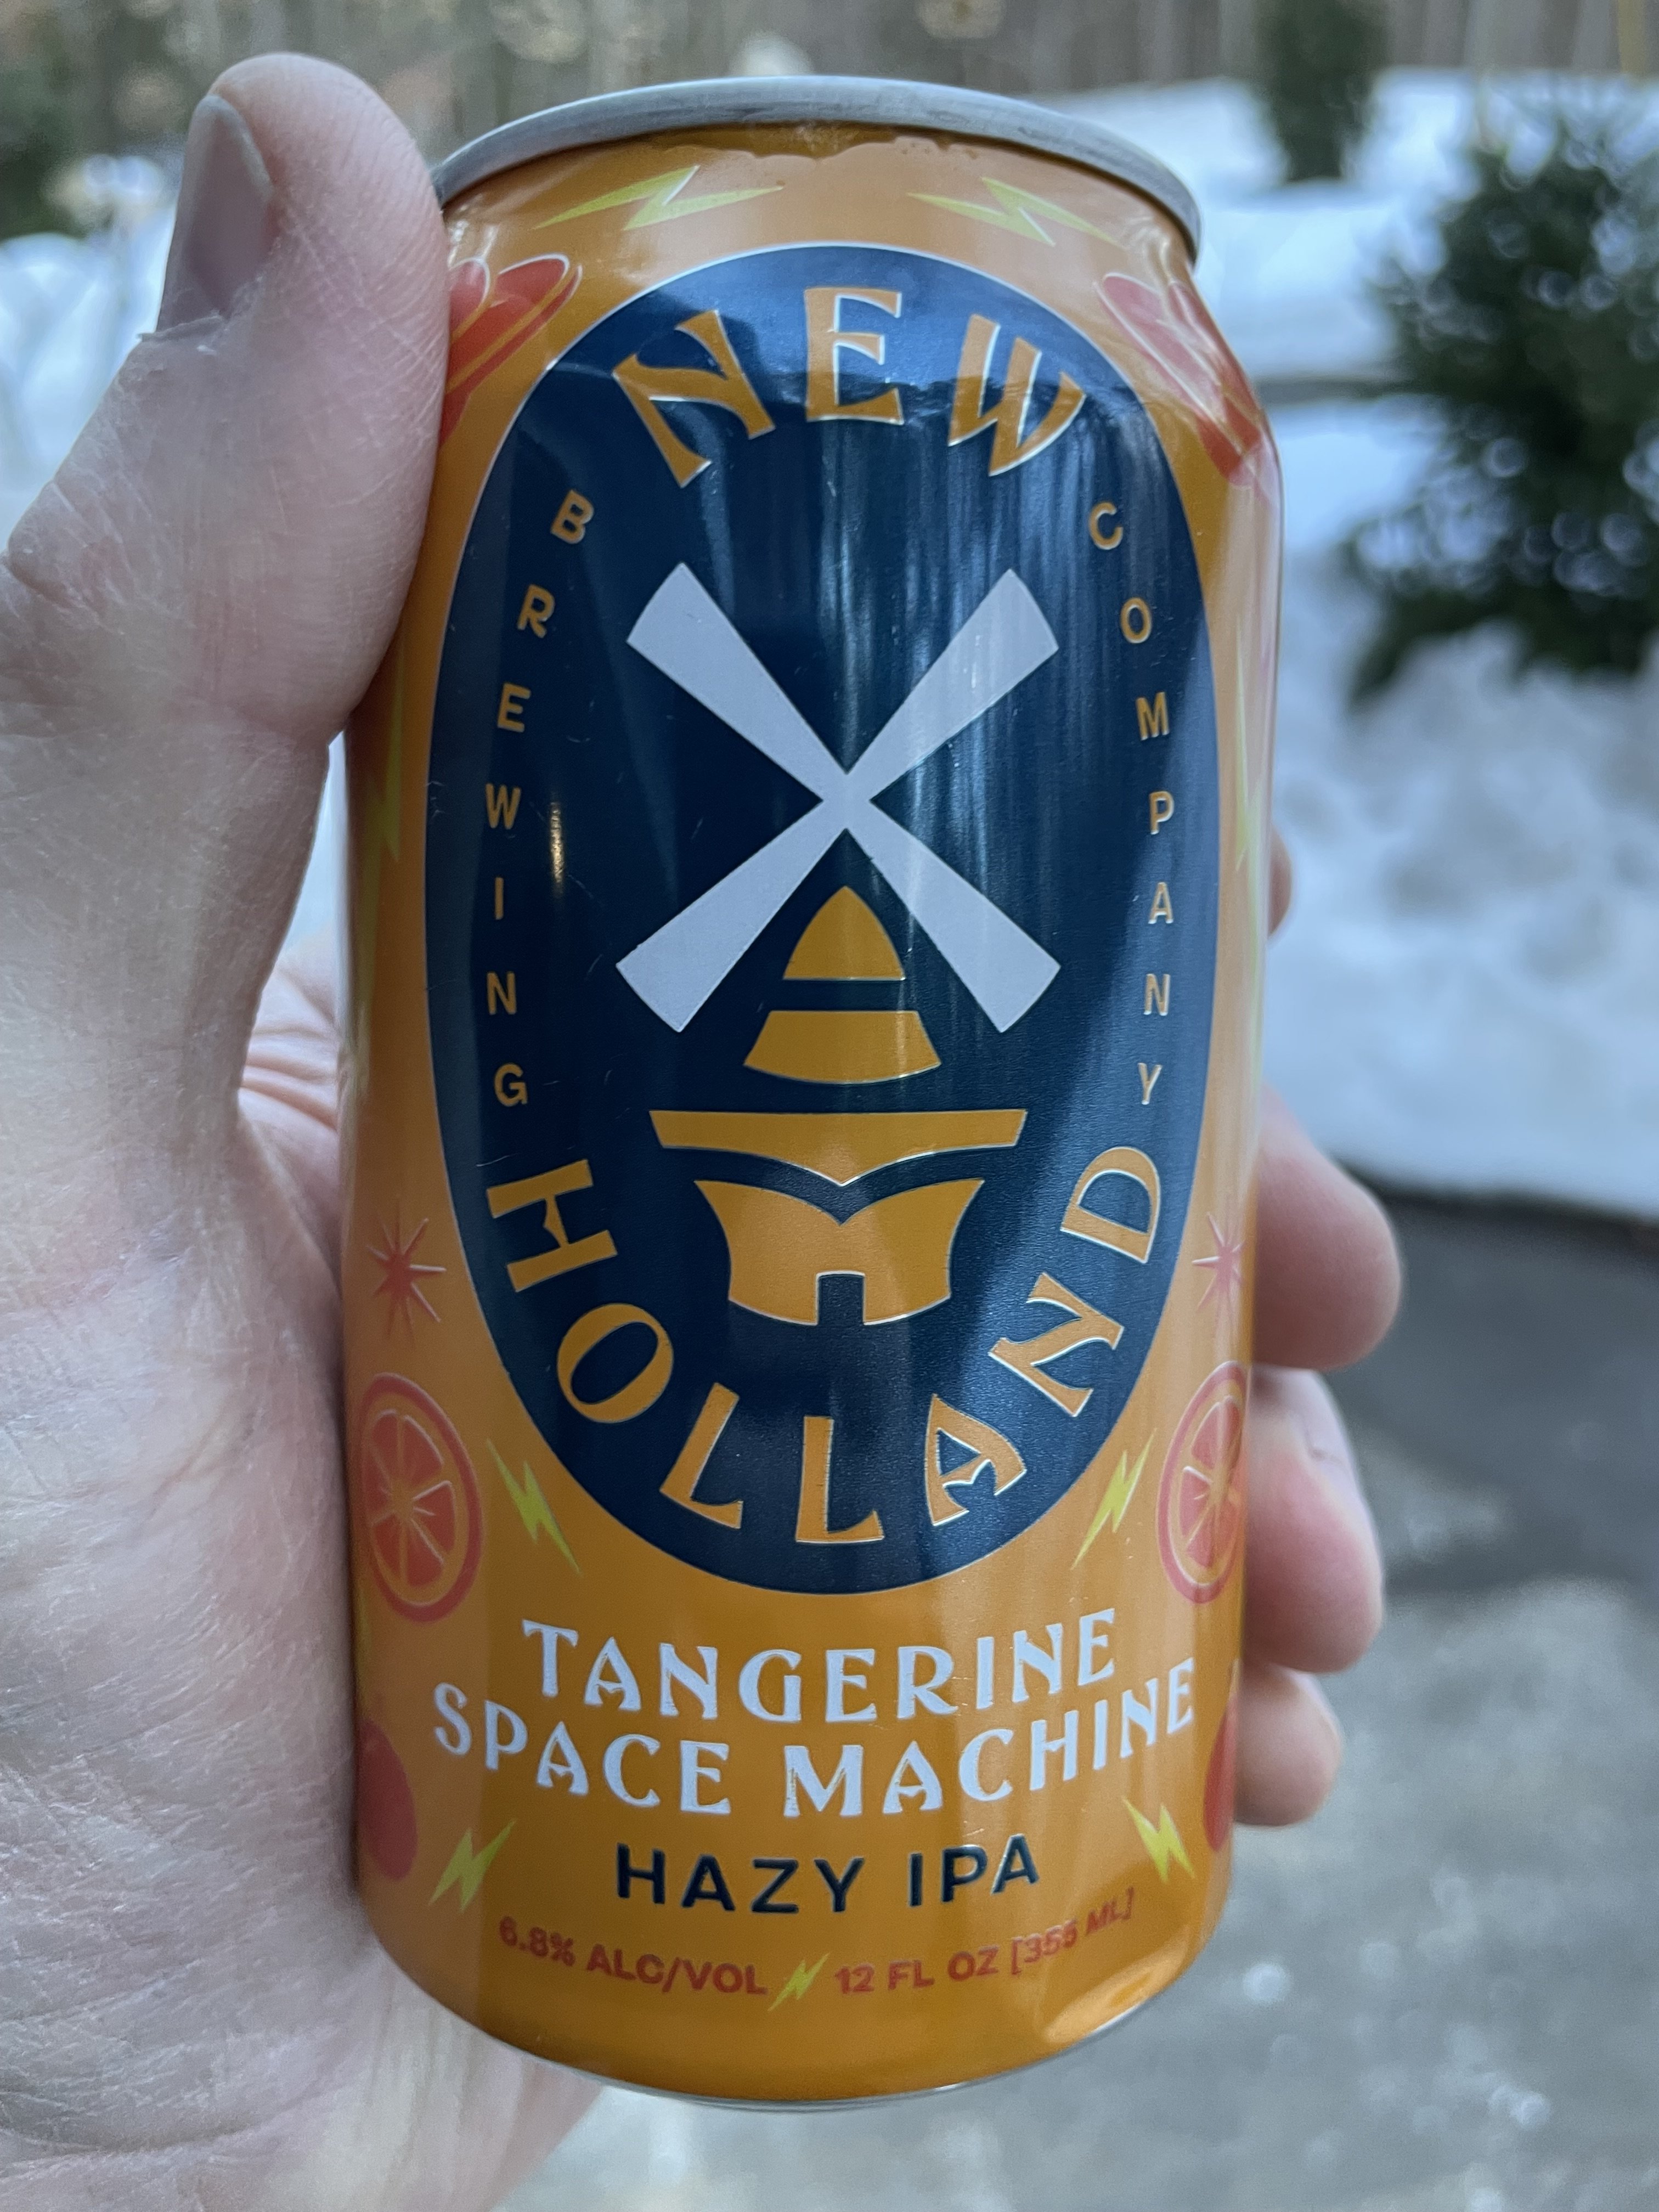 NEW
BREWING
COMPANY
HOLLAND
TANGERINE
SPACE MACHINE
HAZY IPA
6.8% ALC/VOL 12 FL OZ [355 ML]